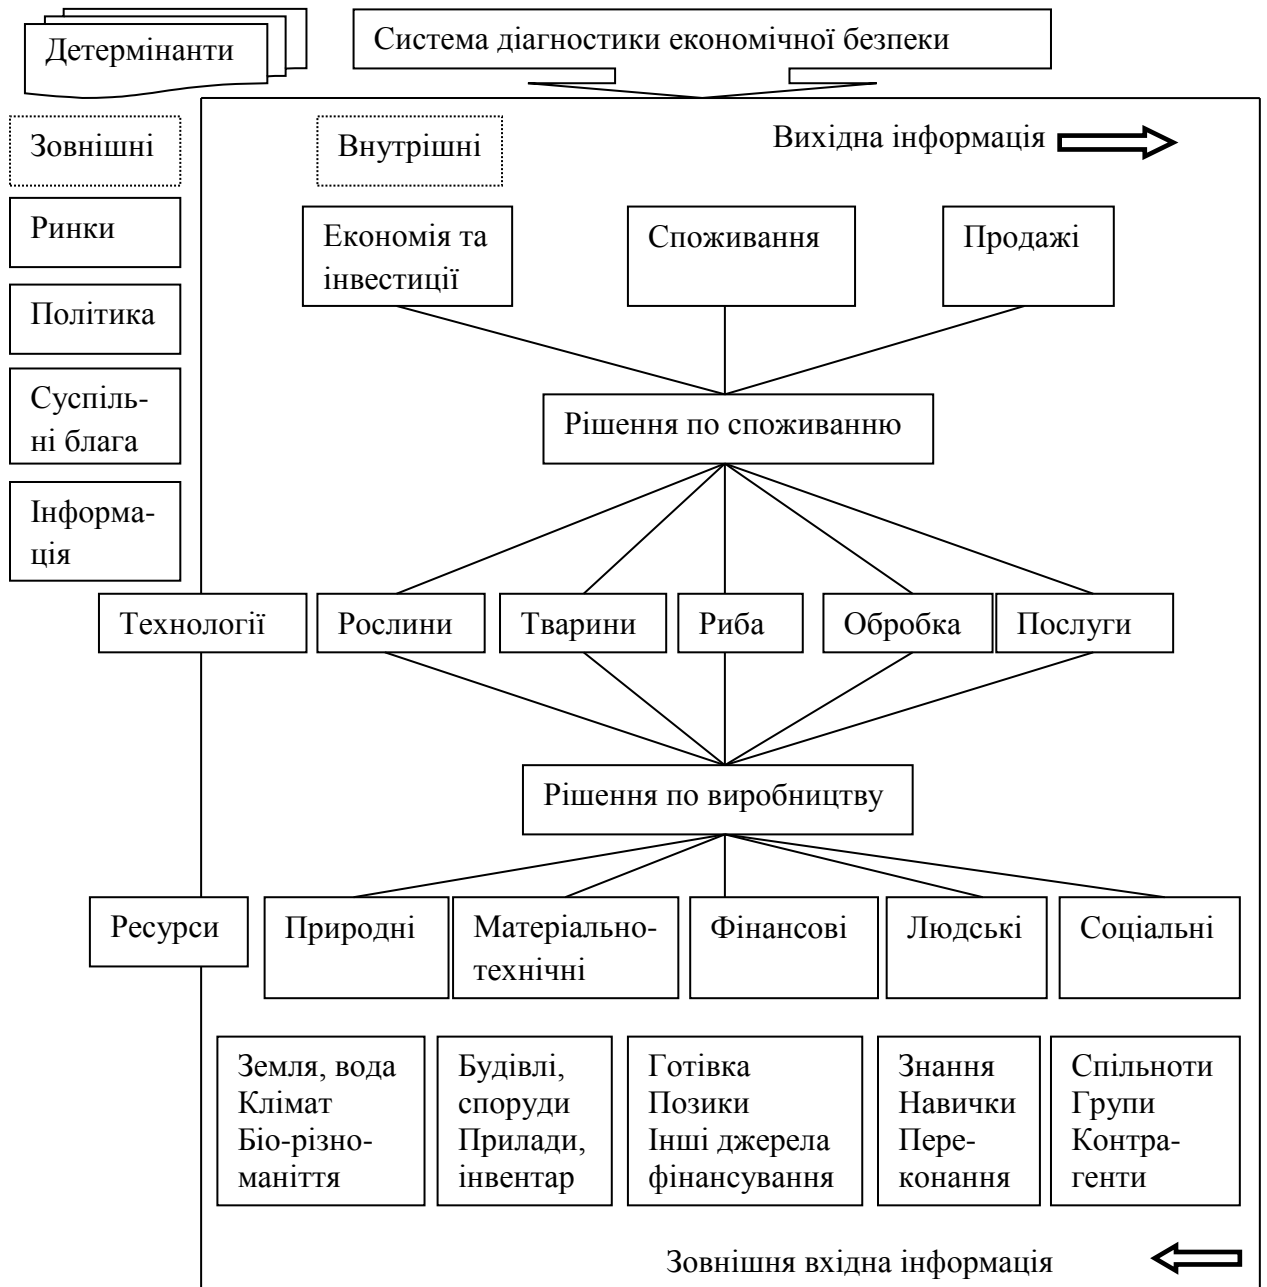 Детермінанти
Система діагностики економічної безпеки
Зовнішні
Внутрішні
Вихідна інформація
Ринки
Економія та
інвестиції
Споживання
Продажі
Політика
Суспіль-
ні блага
Рішення по споживанню
Інформа-
ція
Технології
Рослини
Тварини
Риба
Обробка
Послуги
Рішення по виробництву
Ресурси
Природні
Матеріально-
технічні
Фінансові
Людські
Соціальні
Земля, вода
Клімат
Біо-різно-
маніття
Будівлі,
споруди
Прилади,
інвентар
Готівка
Позики
Інші джерела
фінансування
Знання
Навички
Пере-
конання
Спільноти
Групи
Контра-
генти
Зовнішня вхідна інформація